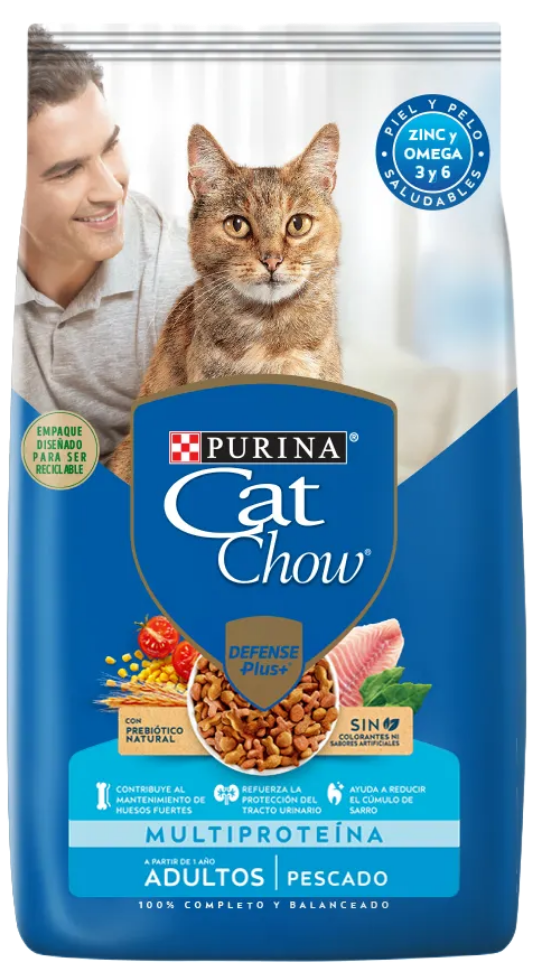 PIEL Y PELO
ZINC y
OMEGA
3 y 6
SALUDABLES
EMPAQUE
DISEÑADO
PARA SER
RECICLABLE
PURINA®
Cat
Chow®
DEFENSE
Plus+
CON
PREBIÓTICO
NATURAL
SIN
COLORANTES NI
SABORES ARTIFICIALES
CONTRIBUYE AL
MANTENIMIENTO DE
HUESOS FUERTES
REFUERZA LA
PROTECCIÓN DEL
TRACTO URINARIO
AYUDA A REDUCIR
EL CÚMULO DE
SARRO
MULTIPROTEÍNA
A PARTIR DE 1 AÑO
ADULTOS | PESCADO
100% COMPLETO Y BALANCEADO